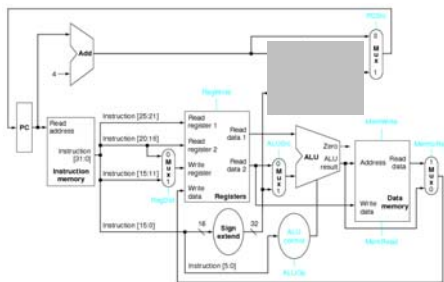 PCSrc
Add
0
M
u
x
1
4
PC
Read
address
Instruction
[31:0]
Instruction
memory
Instruction [25:21]
Instruction [20:16]
Instruction [15:11]
0
M
u
x
1
RegDst
RegWrite
Read
register 1
Read
register 2
Write
register
Write
data
Read
data 1
Read
data 2
Registers
ALUSrc
0
M
u
x
1
Zero
ALU
ALU
result
MemWrite
Address
Read
data
Write
data
Data
memory
MemRead
MemtoReg
1
M
u
x
0
Instruction [15:0]
16
Sign
extend
32
ALU
control
Instruction [5:0]
ALUOp